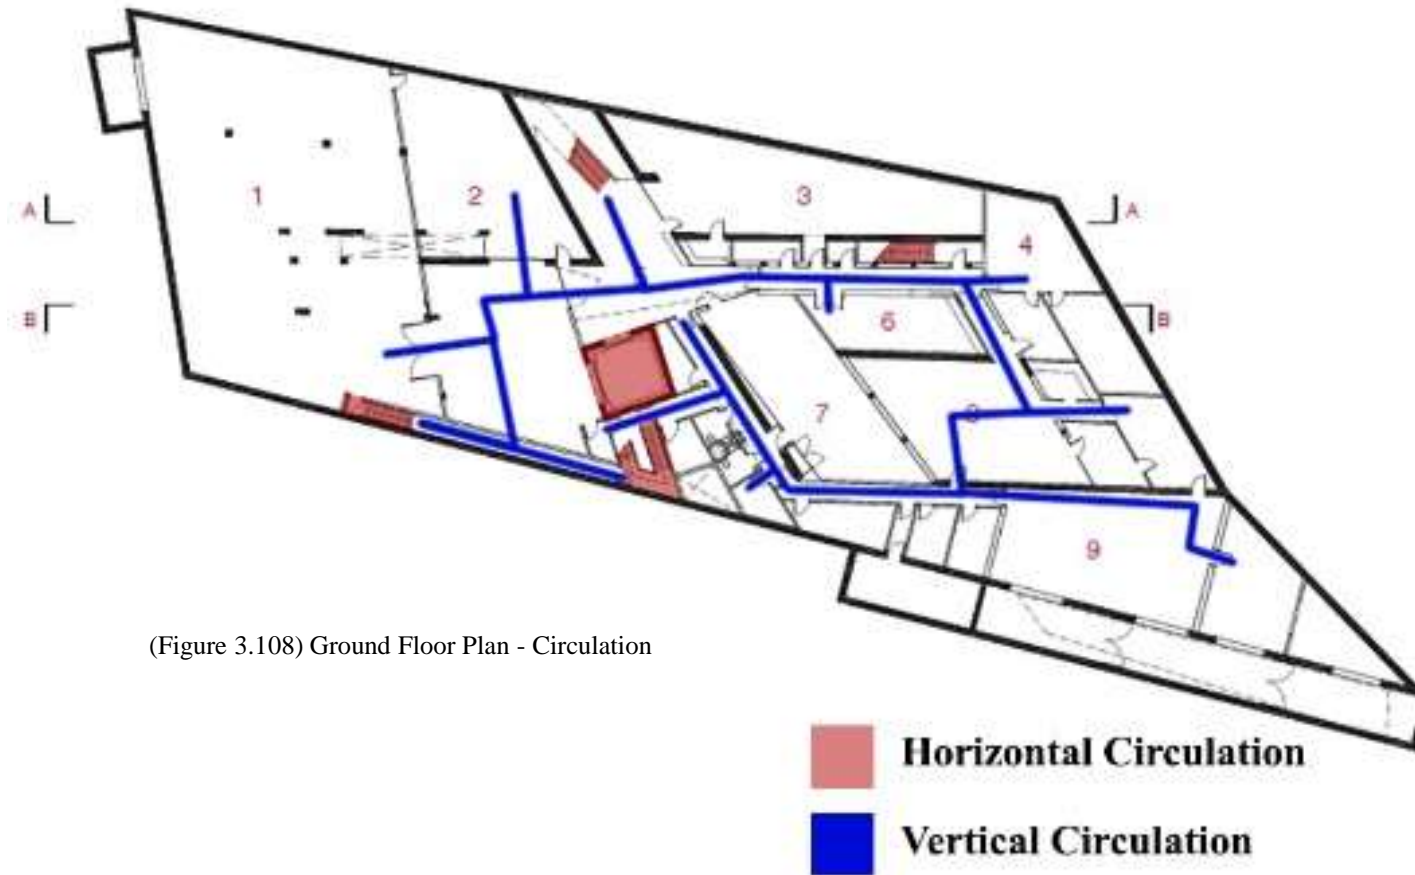 1
2
3
A
A
4
B
6
B
7
8
9
(Figure 3.108) Ground Floor Plan - Circulation
Horizontal Circulation
Vertical Circulation